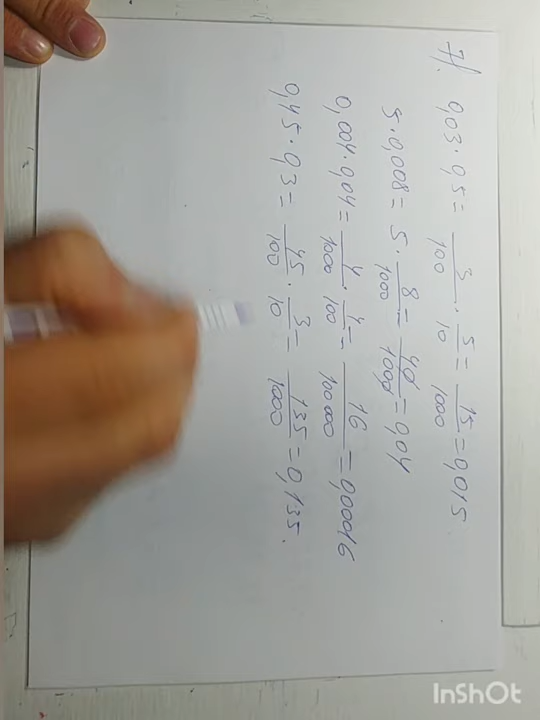 7). 0,03 · 0,5 = 3/100 · 5/10 = 15/1000 = 0,015
5 · 0,008 = 5 · 8/1000 = 40/1000 = 0,04
0,004 · 0,04 = 4/1000 · 4/100 = 16/100 000 = 0,00016
0,45 · 0,3 = 45/100 · 3/10 = 135/1000 = 0,135.
InShOt